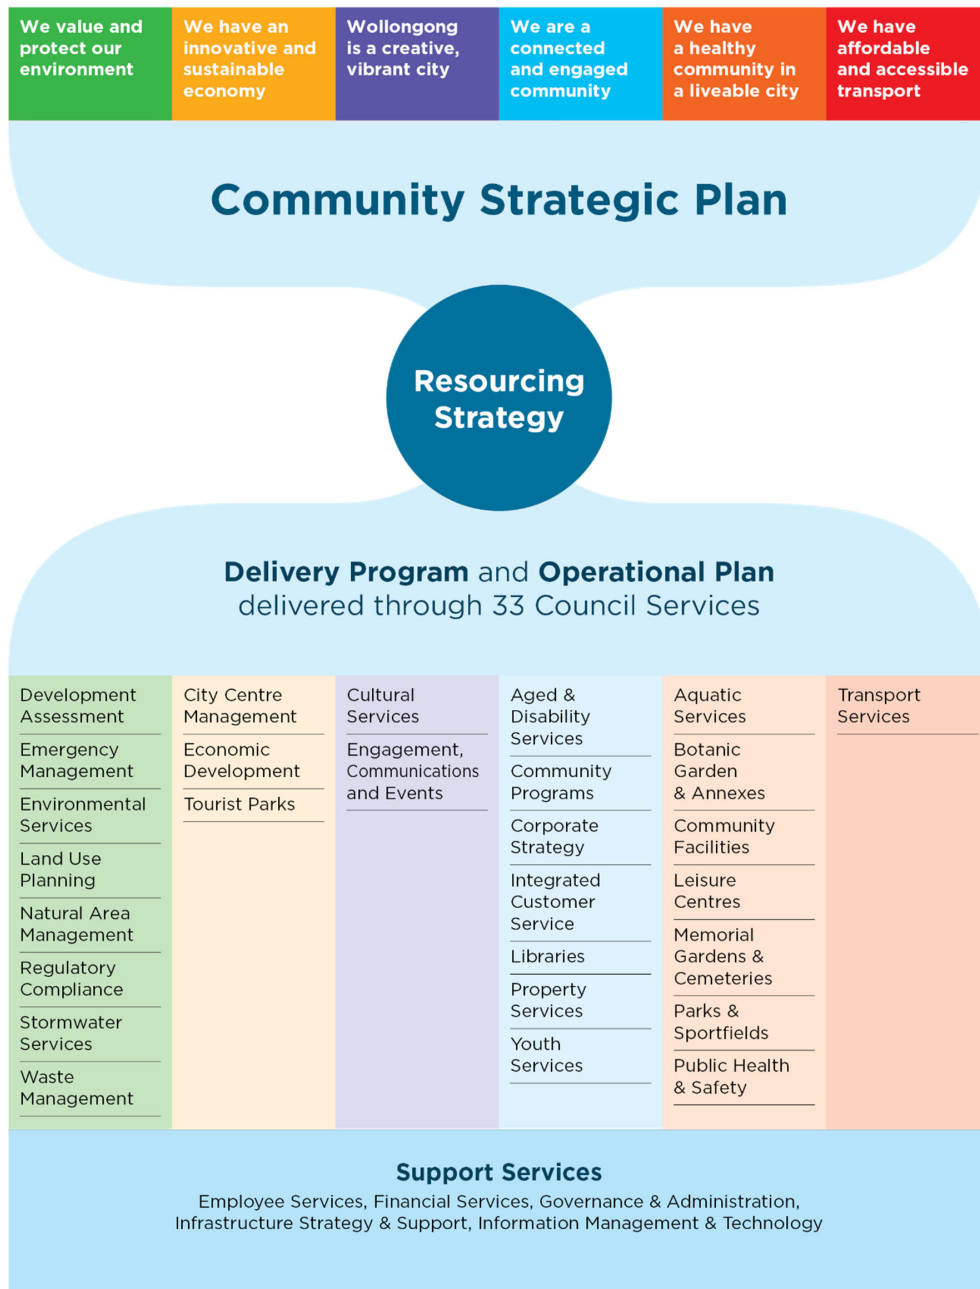 We value and
protect our
environment
We have an
innovative and
sustainable
economy
Wollongong
is a creative,
vibrant city
We are a
connected
and engaged
community
We have
a healthy
community in
a liveable city
We have
affordable
and accessible
transport
Community Strategic Plan
Resourcing
Strategy
Delivery Program and Operational Plan
delivered through 33 Council Services
Development
Assessment
Emergency
Management
Environmental
Services
Land Use
Planning
Natural Area
Management
Regulatory
Compliance
Stormwater
Services
Waste
Management
City Centre
Management
Economic
Development
Tourist Parks
Cultural
Services
Engagement,
Communications
and Events
Aged &
Disability
Services
Community
Programs
Corporate
Strategy
Integrated
Customer
Service
Libraries
Property
Services
Youth
Services
Aquatic
Services
Botanic
Garden
& Annexes
Community
Facilities
Leisure
Centres
Memorial
Gardens &
Cemeteries
Parks &
Sportfields
Public Health
& Safety
Transport
Services
Support Services
Employee Services, Financial Services, Governance & Administration,
Infrastructure Strategy & Support, Information Management & Technology